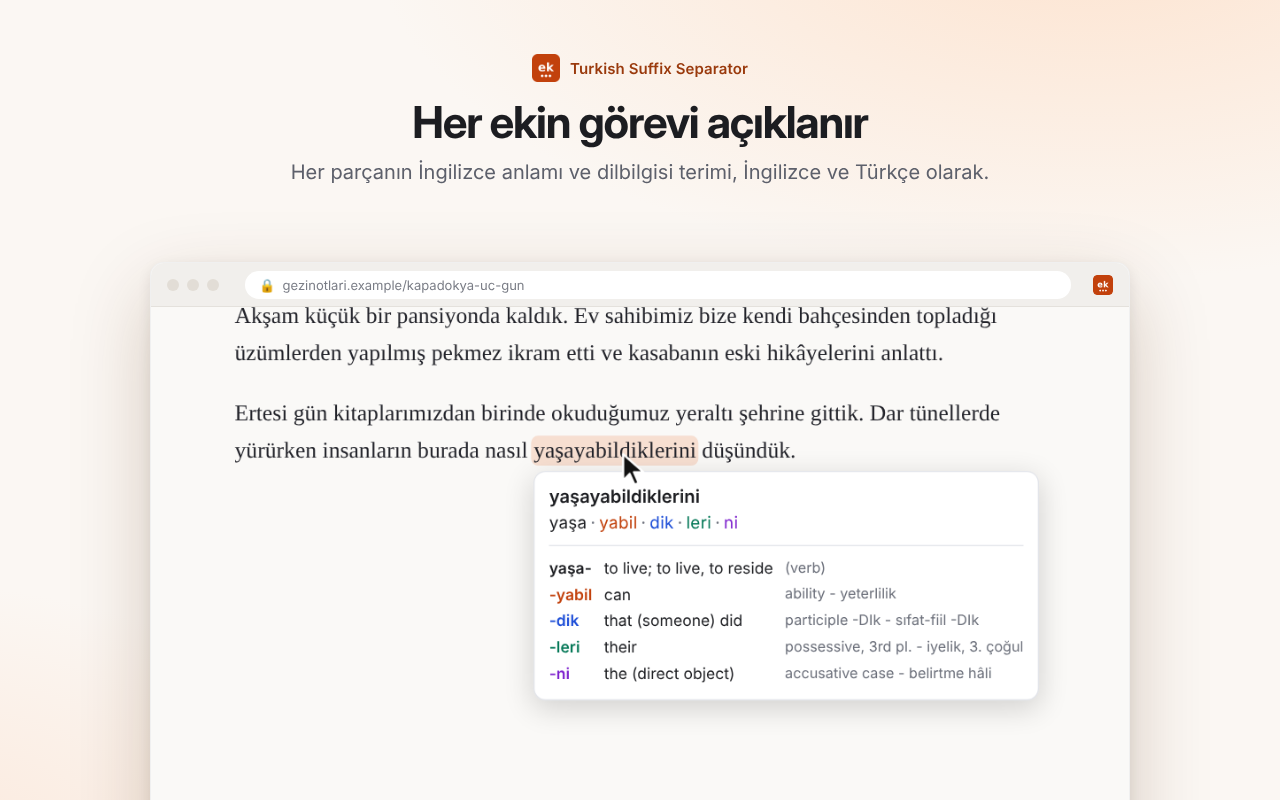 ek
Turkish Suffix Separator
Her ekin görevi açıklanır
Her parçanın İngilizce anlamı ve dilbilgisi terimi, İngilizce ve Türkçe olarak.
gezinotlari.example/kapadokya-uc-gun
ek
Akşam küçük bir pansiyonda kaldık. Ev sahibimiz bize kendi bahçesinden topladığı
üzümlerden yapılmış pekmez ikram etti ve kasabanın eski hikâyelerini anlattı.
Ertesi gün kitaplarımızdan birinde okuduğumuz yeraltı şehrine gittik. Dar tünellerde
yürürken insanların burada nasıl yaşayabildiklerini düşündük.
yaşayabildiklerini
yaşa · yabil · dik · leri · ni
yaşa- to live; to live, to reside (verb)
-yabil can ability - yeterlilik
-dik that (someone) did participle -DIk - sıfat-fiil -DIk
-leri their possessive, 3rd pl. - iyelik, 3. çoğul
-ni the (direct object) accusative case - belirtme hâli